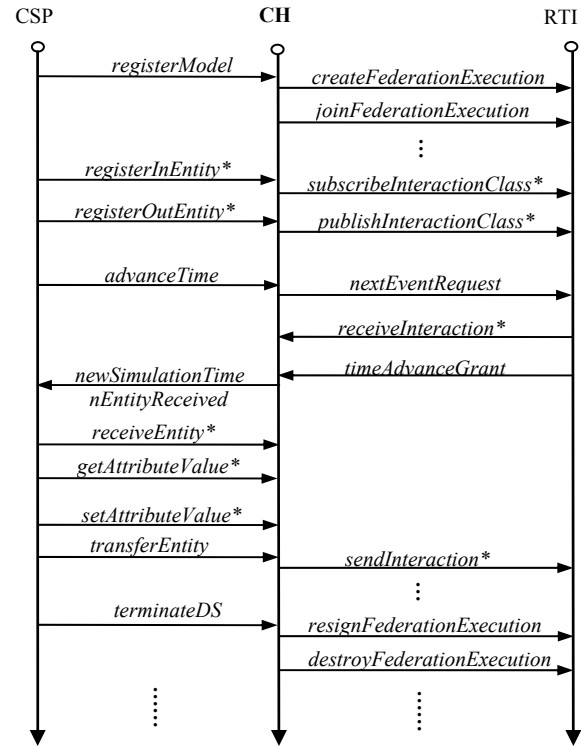 CSP CH RTI
registerModel
createFederationExecution
joinFederationExecution
registerInEntity*
subscribeInteractionClass*
registerOutEntity*
publishInteractionClass*
advanceTime
nextEventRequest
receiveInteraction*
timeAdvanceGrant
newSimulationTime
nEntityReceived
receiveEntity*
getAttributeValue*
setAttributeValue*
transferEntity
sendInteraction*
terminateDS
resignFederationExecution
destroyFederationExecution